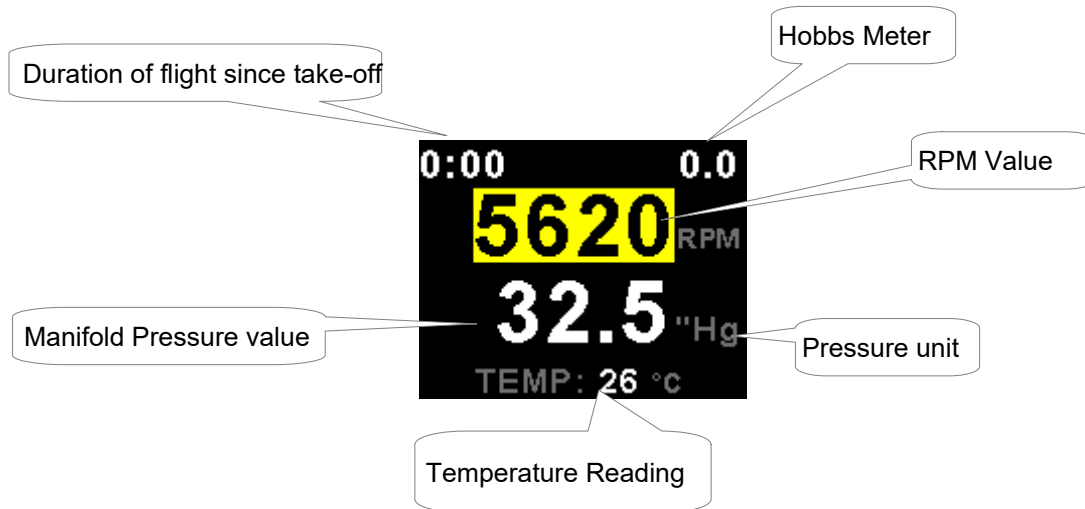 Hobbs Meter
Duration of flight since take-off
0:00 0.0
RPM Value
5620 RPM
32.5 "Hg
Manifold Pressure value
Pressure unit
TEMP: 26 °C
Temperature Reading